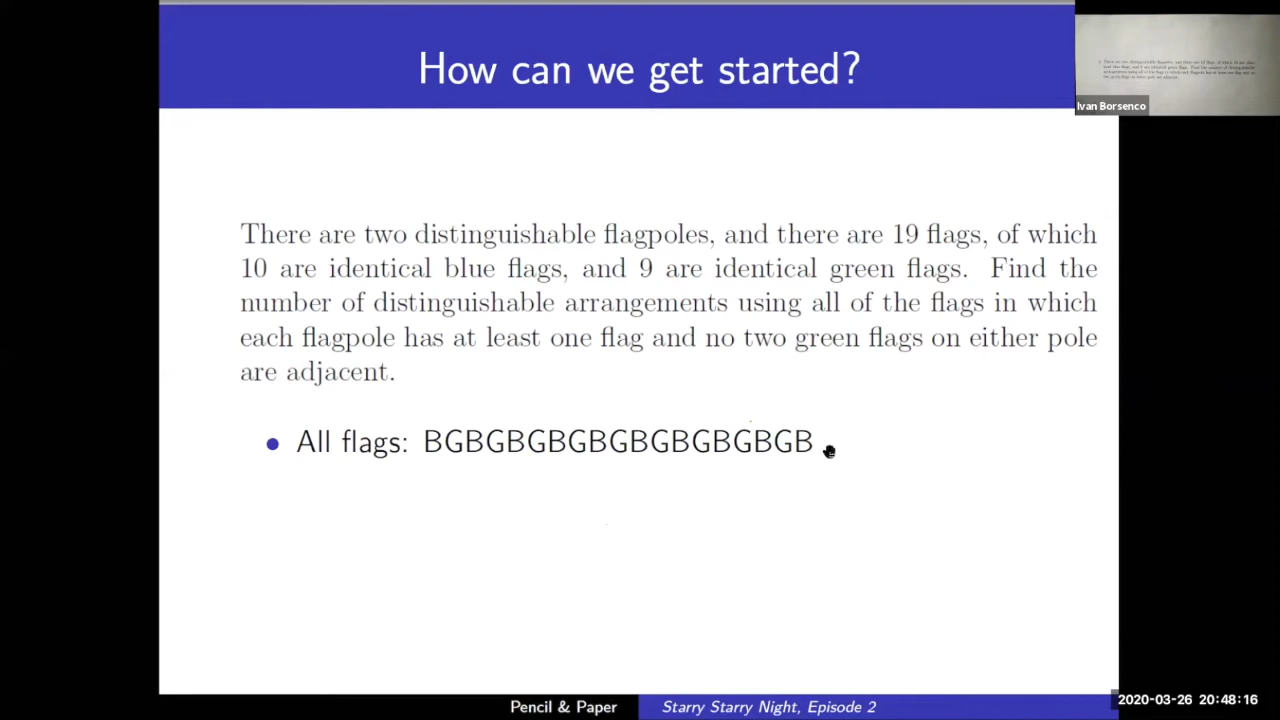 How can we get started?
Ivan Borsenco
There are two distinguishable flagpoles, and there are 19 flags, of which
10 are identical blue flags, and 9 are identical green flags. Find the
number of distinguishable arrangements using all of the flags in which
each flagpole has at least one flag and no two green flags on either pole
are adjacent.
• All flags: BGBGBGBGBGBGBGBGBGB
Pencil & Paper
Starry Starry Night, Episode 2
2020-03-26 20:48:16